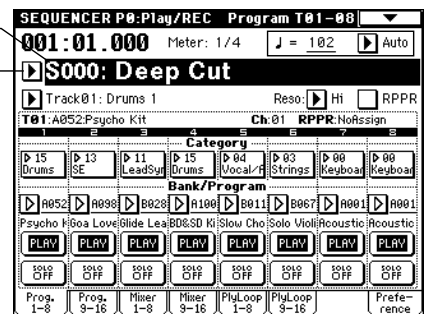 SEQUENCER P0:Play/REC Program T01-08
001:01.000 Meter: 1/4 ♩ = 102 Auto
S000: Deep Cut
Track01: Drums 1 Reso: Hi RPPR
T01:A052:Psycho Kit Ch:01 RPPR:NoAssign
1 2 3 4 5 6 7 8
Category
15 13 11 15 04 03 00 00
Drums SE LeadSyn Drums Vocal/A Strings Keyboar Keyboar
Bank/Program
A052 A098 B028 A100 B011 B067 A001 A001
Psycho K Goa Love Glide Lea BD&SD Ki Slow Cho Solo Violi Acoustic Acoustic
PLAY PLAY PLAY PLAY PLAY PLAY PLAY PLAY
SOLO SOLO SOLO SOLO SOLO SOLO SOLO SOLO
OFF OFF OFF OFF OFF OFF OFF OFF
Prog. Prog. Mixer Mixer PlyLoop PlyLoop Prefe-
1-8 9-16 1-8 9-16 1-8 9-16 rence